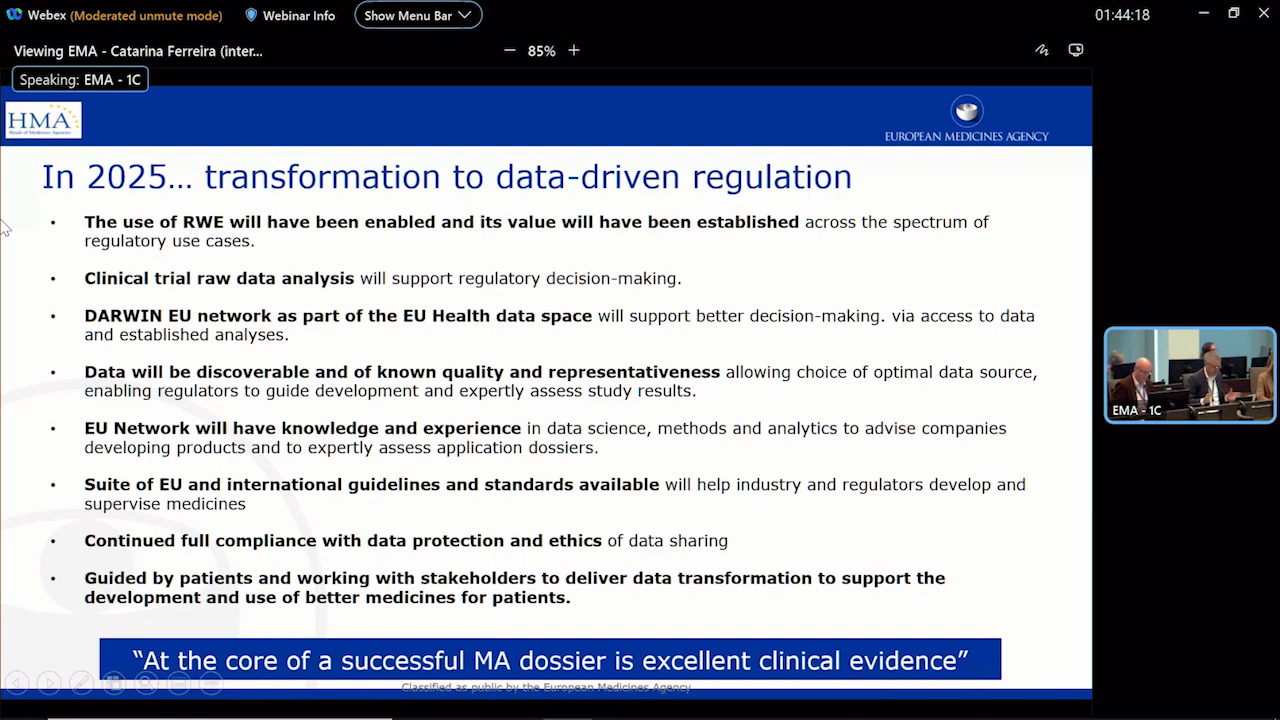 Webex (Moderated unmute mode) Webinar Info Show Menu Bar 01:44:18
Viewing EMA - Catarina Ferreira (inter... 85%
Speaking: EMA - 1C
HMA
Heads of Medicines Agencies
EUROPEAN MEDICINES AGENCY
In 2025... transformation to data-driven regulation
• The use of RWE will have been enabled and its value will have been established across the spectrum of
regulatory use cases.
• Clinical trial raw data analysis will support regulatory decision-making.
• DARWIN EU network as part of the EU Health data space will support better decision-making. via access to data
and established analyses.
• Data will be discoverable and of known quality and representativeness allowing choice of optimal data source,
enabling regulators to guide development and expertly assess study results.
• EU Network will have knowledge and experience in data science, methods and analytics to advise companies
developing products and to expertly assess application dossiers.
• Suite of EU and international guidelines and standards available will help industry and regulators develop and
supervise medicines
• Continued full compliance with data protection and ethics of data sharing
• Guided by patients and working with stakeholders to deliver data transformation to support the
development and use of better medicines for patients.
“At the core of a successful MA dossier is excellent clinical evidence”
Classified as public by the European Medicines Agency
EMA - 1C